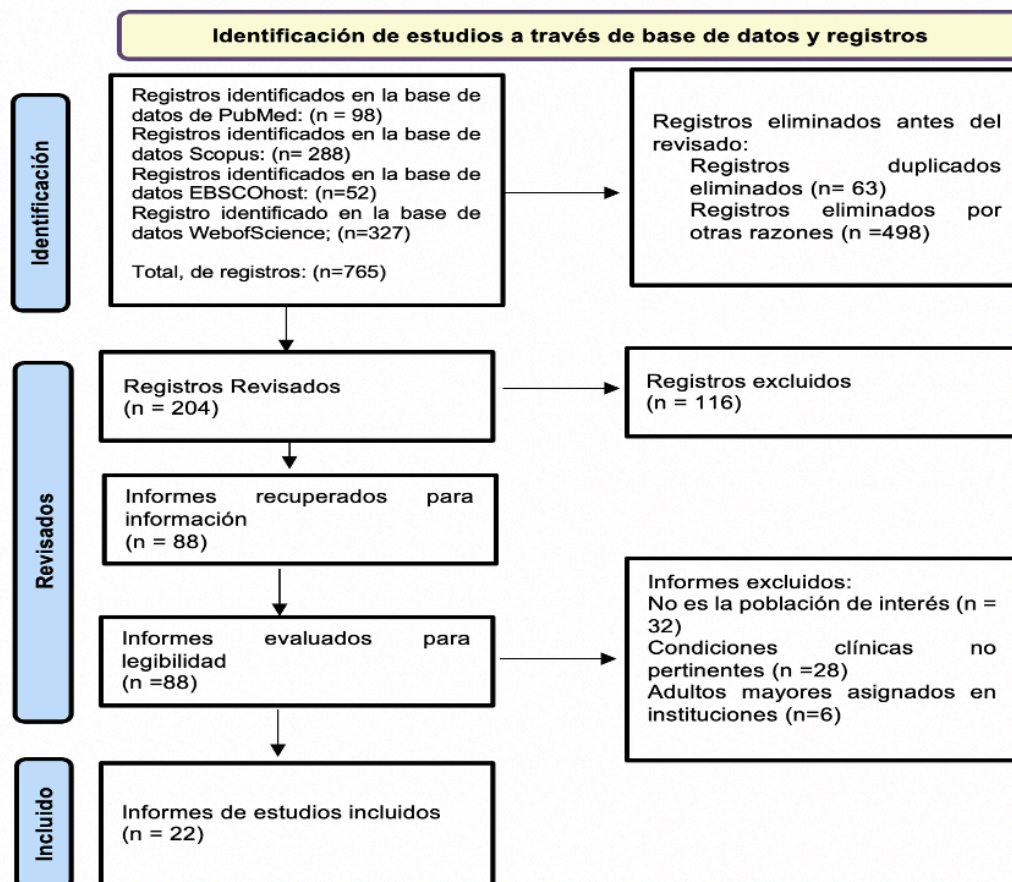 Identificación de estudios a través de base de datos y registros
Identificación
Registros identificados en la base de
datos de PubMed: (n = 98)
Registros identificados en la base de
datos Scopus: (n= 288)
Registros identificados en la base de
datos EBSCOhost: (n=52)
Registro identificado en la base de
datos WebofScience; (n=327)
Total, de registros: (n=765)
Registros eliminados antes del
revisado:
Registros duplicados
eliminados (n= 63)
Registros eliminados por
otras razones (n =498)
Revisados
Registros Revisados
(n = 204)
Registros excluidos
(n = 116)
Informes recuperados para
información
(n = 88)
Informes evaluados para
legibilidad
(n =88)
Informes excluidos:
No es la población de interés (n =
32)
Condiciones clínicas no
pertinentes (n =28)
Adultos mayores asignados en
instituciones (n=6)
Incluido
Informes de estudios incluidos
(n = 22)